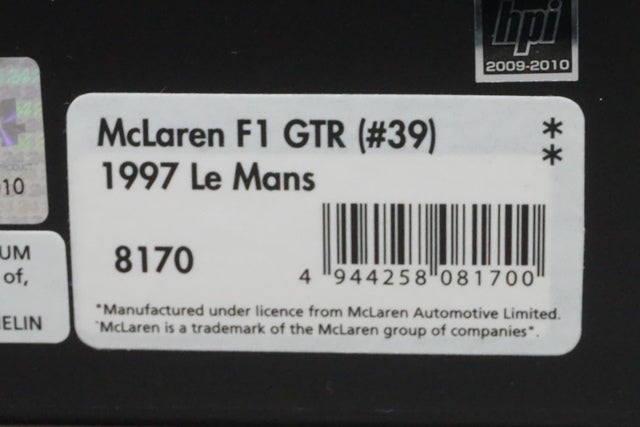 hpi
2009-2010
10
McLaren F1 GTR (#39)
1997 Le Mans
**
8170
4 944258 081700
"Manufactured under licence from McLaren Automotive Limited.
"McLaren is a trademark of the McLaren group of companies".
UM
of,
ELIN